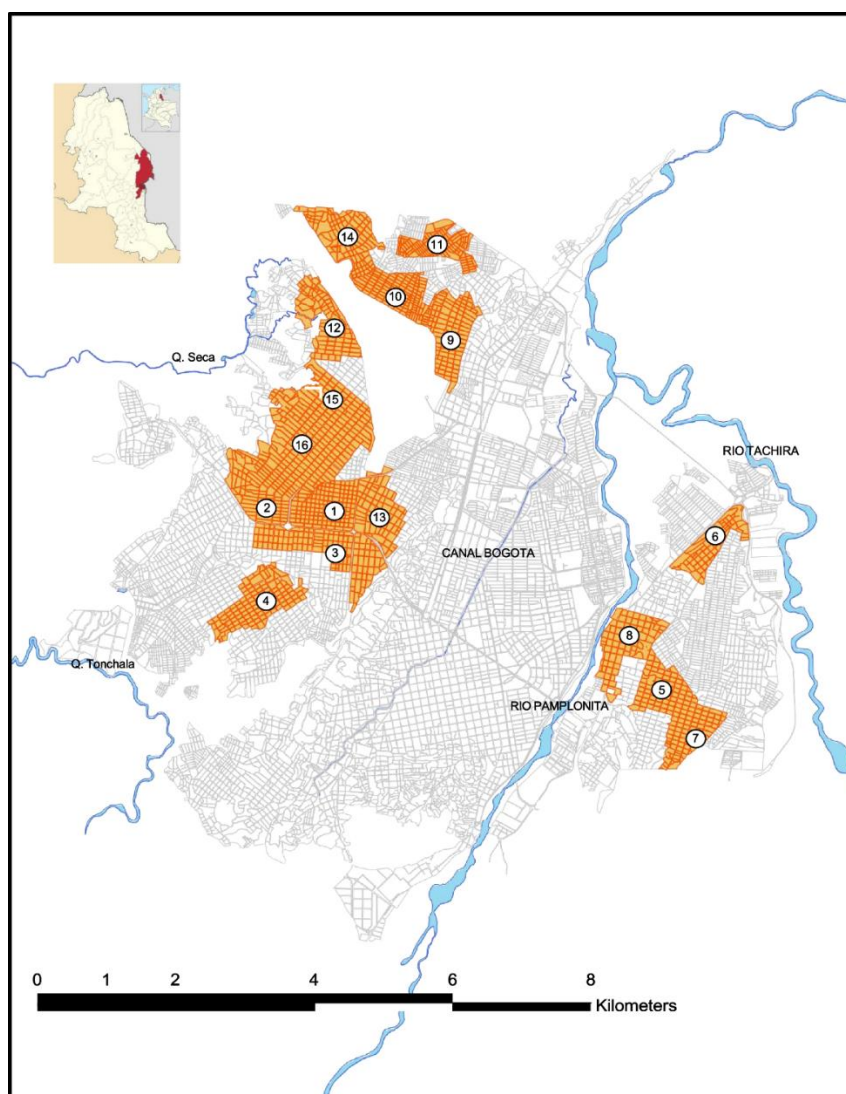 14
11
10
12
9
Q. Seca
15
16
RIO TACHIRA
2
1
13
6
CANAL BOGOTA
3
4
8
Q. Tonchala
5
RIO PAMPLONITA
7
0 1 2 4 6 8
Kilometers